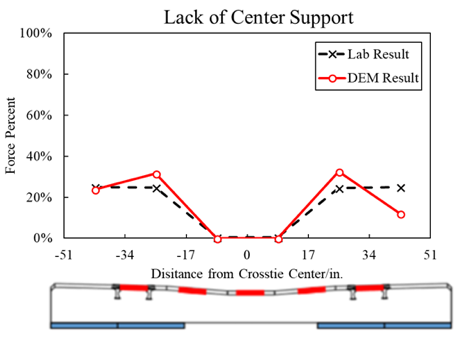 Lack of Center Support
100%
80%
60%
40%
20%
0%
Force Percent
Lab Result
DEM Result
-51 -34 -17 0 17 34 51
Disitance from Crosstie Center/in.